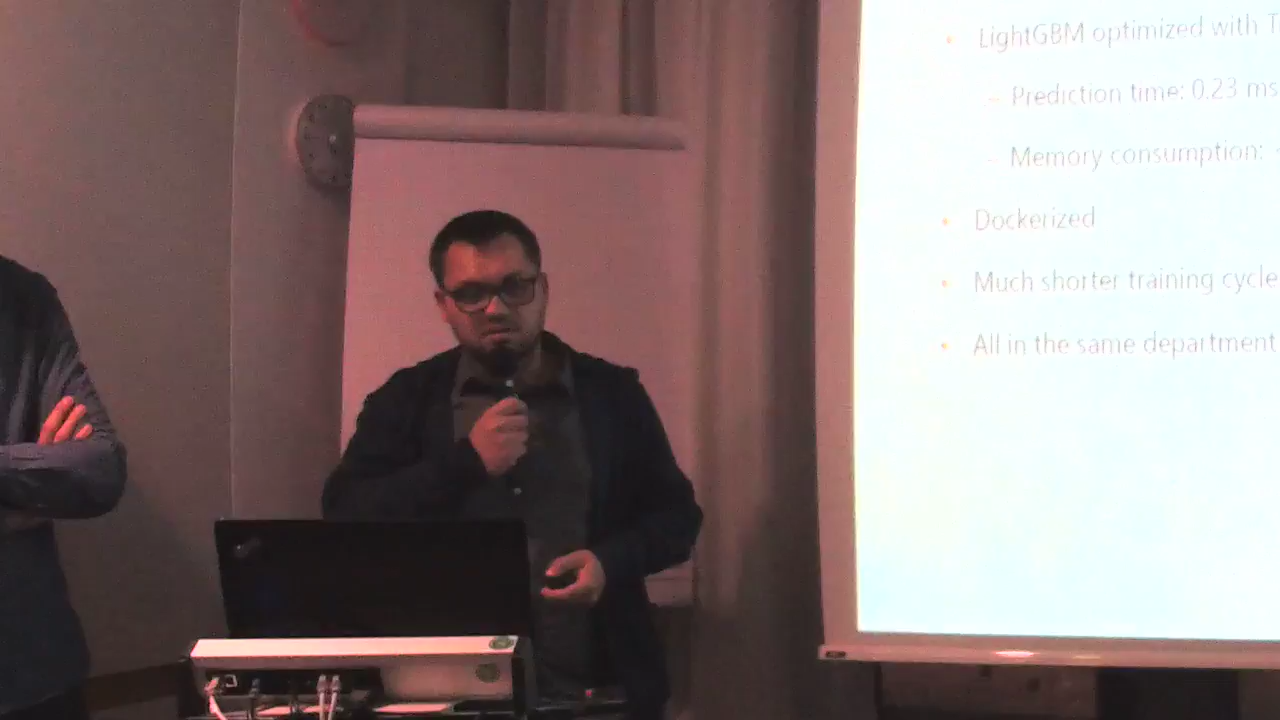 • LightGBM optimized with
– Prediction time: 0.23 ms
– Memory consumption:
• Dockerized
• Much shorter training cycle
• All in the same department